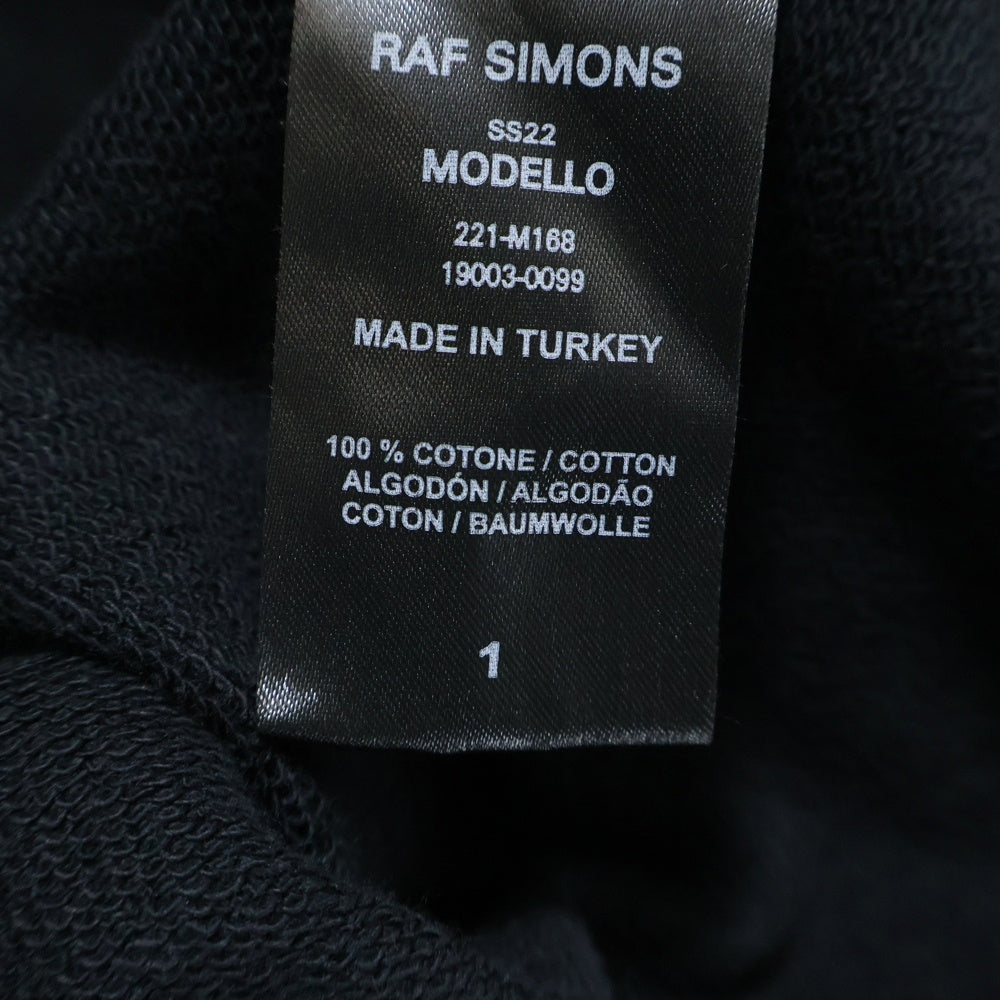 RAF SIMONS
SS22
MODELLO
221-M168
19003-0099
MADE IN TURKEY
100 % COTONE / COTTON
ALGODÓN / ALGODÃO
COTON / BAUMWOLLE
1